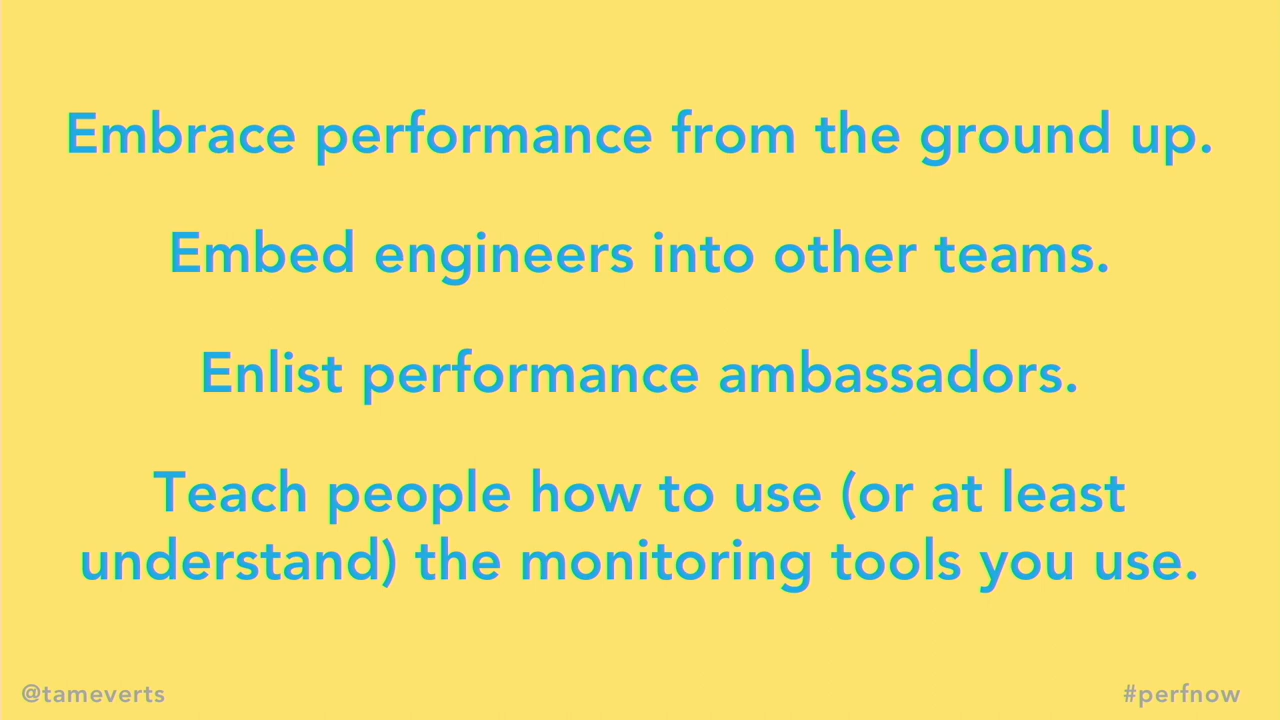 Embrace performance from the ground up.
Embed engineers into other teams.
Enlist performance ambassadors.
Teach people how to use (or at least
understand) the monitoring tools you use.
@tameverts
#perfnow